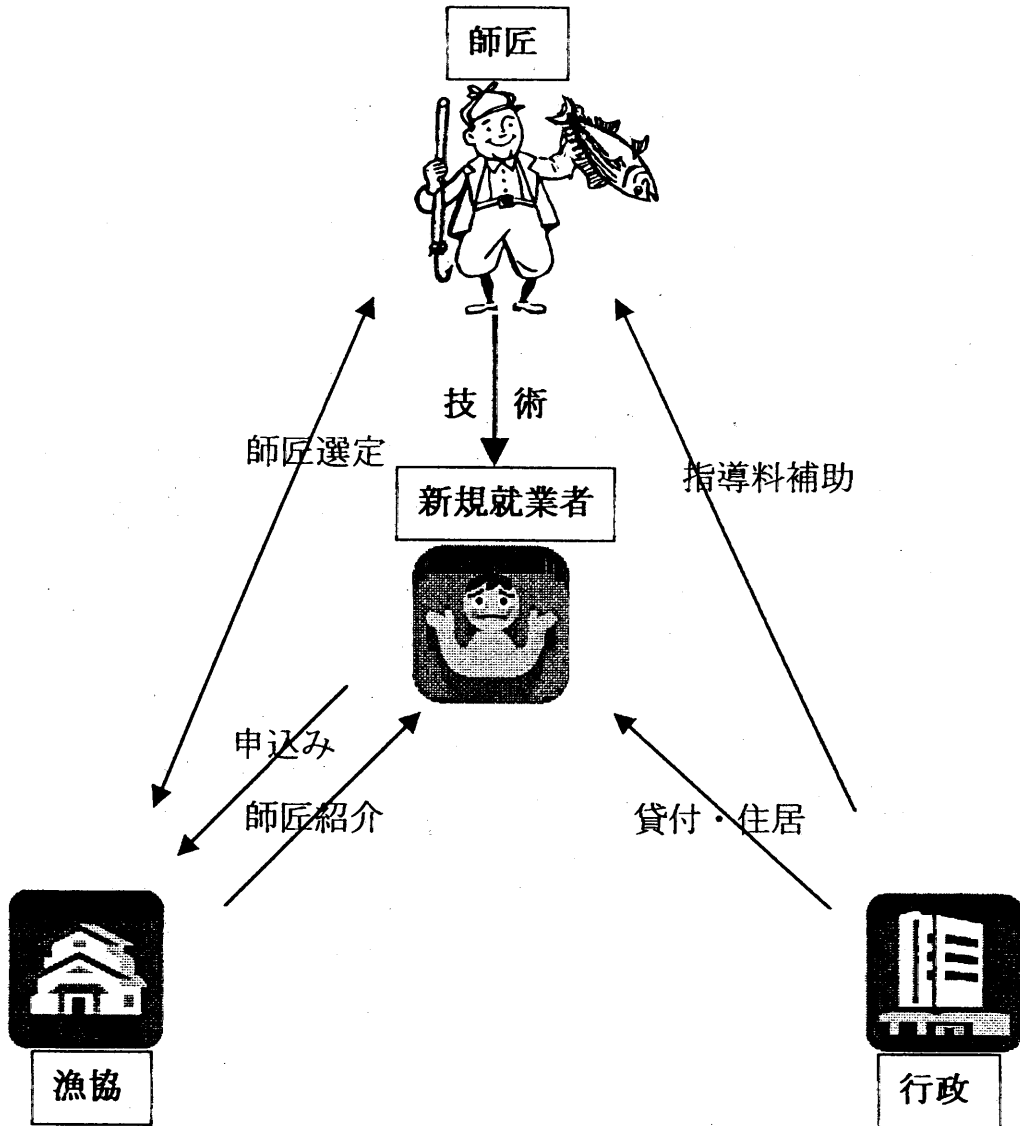 師匠
技術
師匠選定
指導料補助
新規就業者
申込み
師匠紹介
貸付・住居
漁協
行政